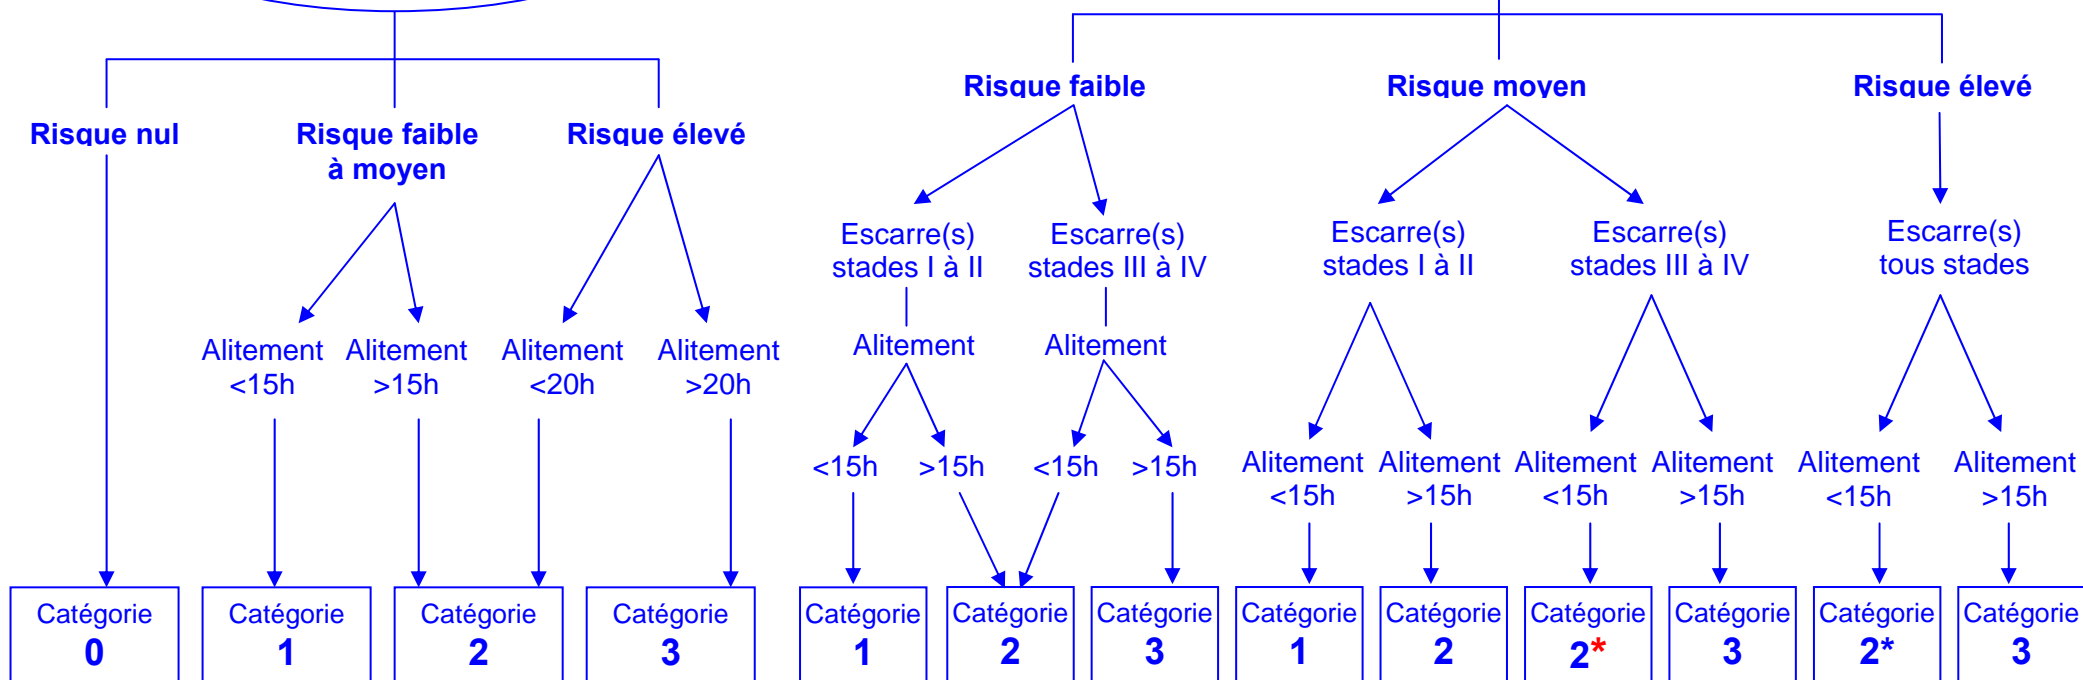 Risque faible
Risque moyen
Risque élevé
Risque nul
Risque faible
à moyen
Risque élevé
Escarre(s)
stades I à II
Escarre(s)
stades III à IV
Escarre(s)
stades I à II
Escarre(s)
stades III à IV
Escarre(s)
tous stades
Alitement
<15h
Alitement
>15h
Alitement
<20h
Alitement
>20h
Alitement
Alitement
<15h
>15h
<15h
>15h
Alitement
<15h
Alitement
>15h
Alitement
<15h
Alitement
>15h
Alitement
<15h
Alitement
>15h
Catégorie
0
Catégorie
1
Catégorie
2
Catégorie
3
Catégorie
1
Catégorie
2
Catégorie
3
Catégorie
1
Catégorie
2
Catégorie
2*
Catégorie
3
Catégorie
2*
Catégorie
3